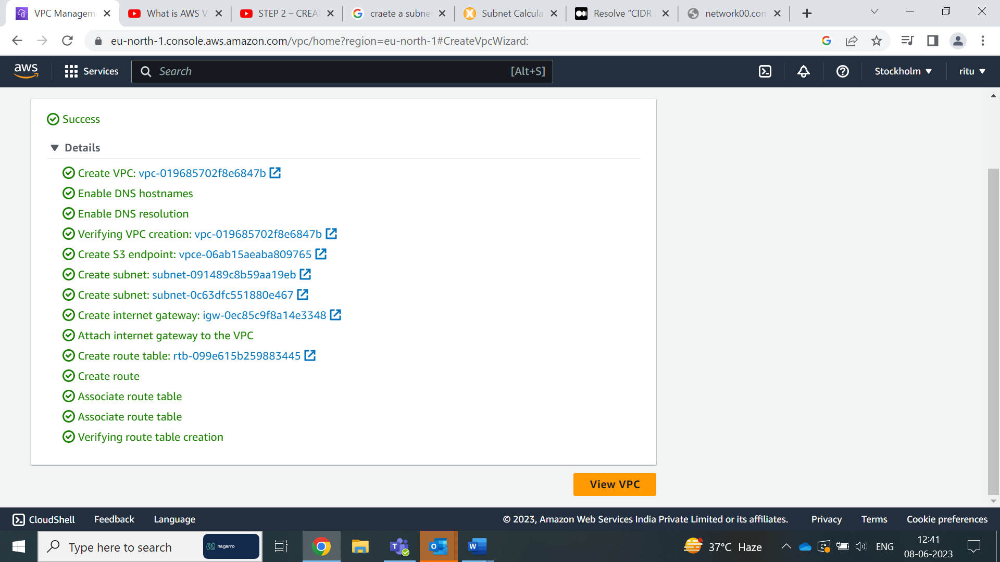 VPC Managem
What is AWS V
STEP 2 – CREAT
craete a subne
Subnet Calcula
Resolve “CIDR
network00.com
eu-north-1.console.aws.amazon.com/vpc/home?region=eu-north-1#CreateVpcWizard:
aws
Services
Search
[Alt+S]
Stockholm
ritu
Success
Details
Create VPC: vpc-019685702f8e6847b
Enable DNS hostnames
Enable DNS resolution
Verifying VPC creation: vpc-019685702f8e6847b
Create S3 endpoint: vpce-06ab15aeaba809765
Create subnet: subnet-091489c8b59aa19eb
Create subnet: subnet-0c63dfc551880e467
Create internet gateway: igw-0ec85c9f8a14e3348
Attach internet gateway to the VPC
Create route table: rtb-099e615b259883445
Create route
Associate route table
Associate route table
Verifying route table creation
View VPC
CloudShell
Feedback
Language
© 2023, Amazon Web Services India Private Limited or its affiliates.
Privacy
Terms
Cookie preferences
Type here to search
nagarro
37°C Haze
ENG
12:41
08-06-2023